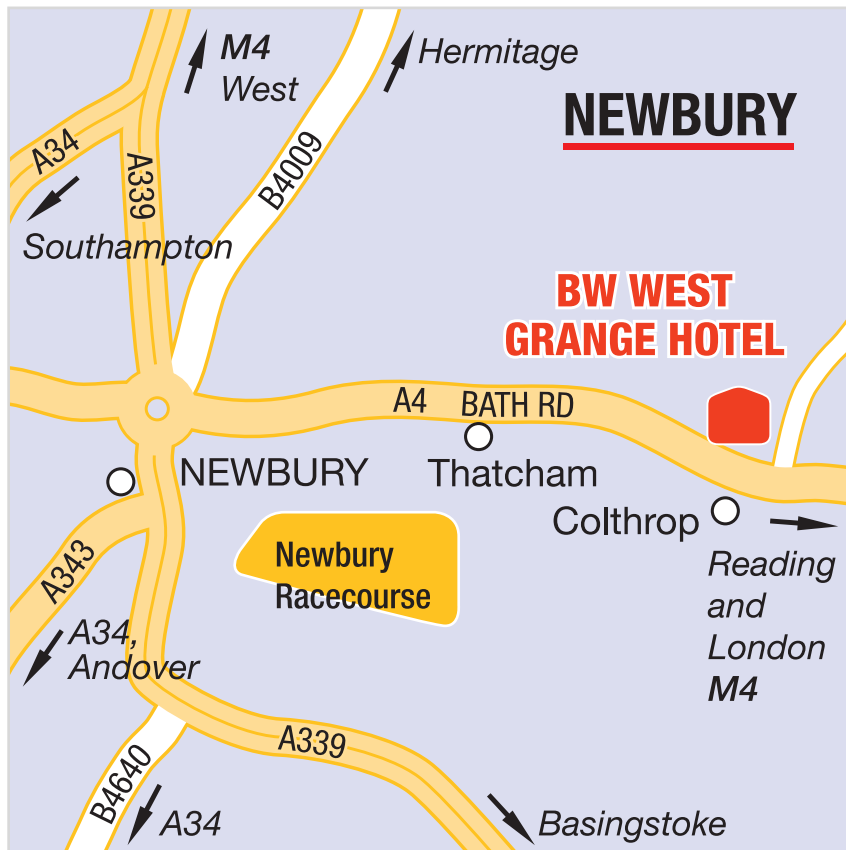 M4
West
Hermitage
NEWBURY
A34
A339
B4009
Southampton
BW WEST
GRANGE HOTEL
A4 BATH RD
NEWBURY
Thatcham
Colthrop
Newbury
Racecourse
Reading
and
London
M4
A343
A34,
Andover
A339
B4640
A34
Basingstoke